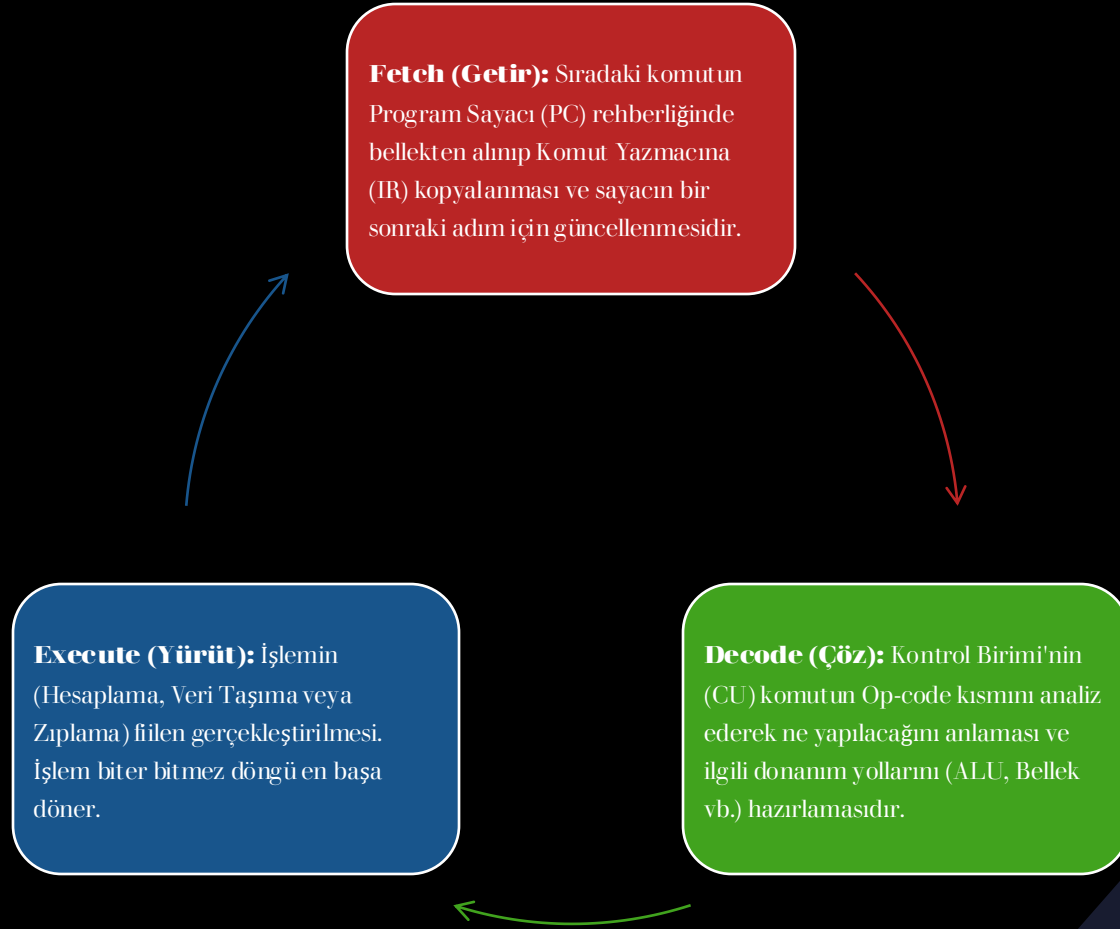 Fetch (Getir): Sıradaki komutun
Program Sayacı (PC) rehberliğinde
bellekten alınıp Komut Yazmacına
(IR) kopyalanması ve sayacın bir
sonraki adım için güncellenmesidir.
Execute (Yürüt): İşlemin
(Hesaplama, Veri Taşıma veya
Zıplama) fiilen gerçekleştirilmesi.
İşlem biter bitmez döngü en başa
döner.
Decode (Çöz): Kontrol Birimi'nin
(CU) komutun Op-code kısmını analiz
ederek ne yapılacağını anlaması ve
ilgili donanım yollarını (ALU, Bellek
vb.) hazırlamasıdır.